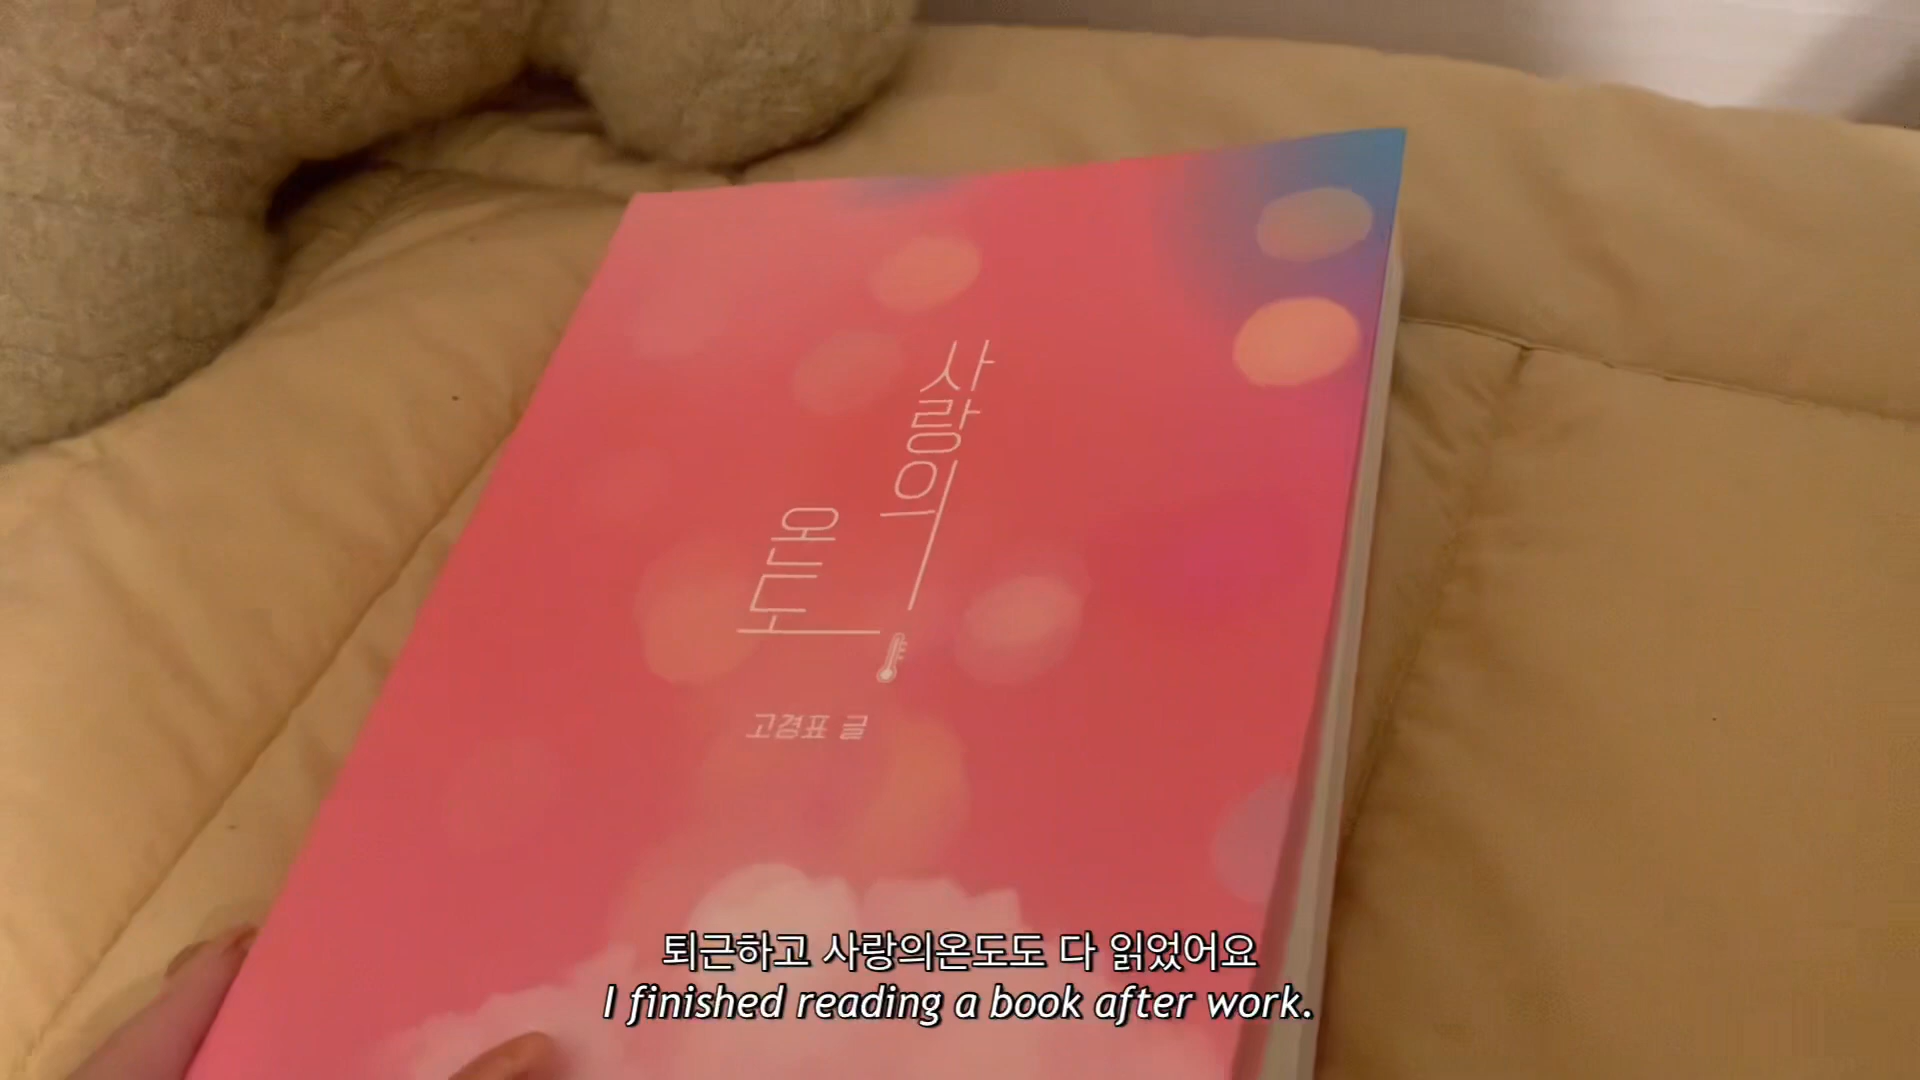 사랑의
온도
고경표 글
퇴근하고 사랑의온도도 다 읽었어요
I finished reading a book after work.